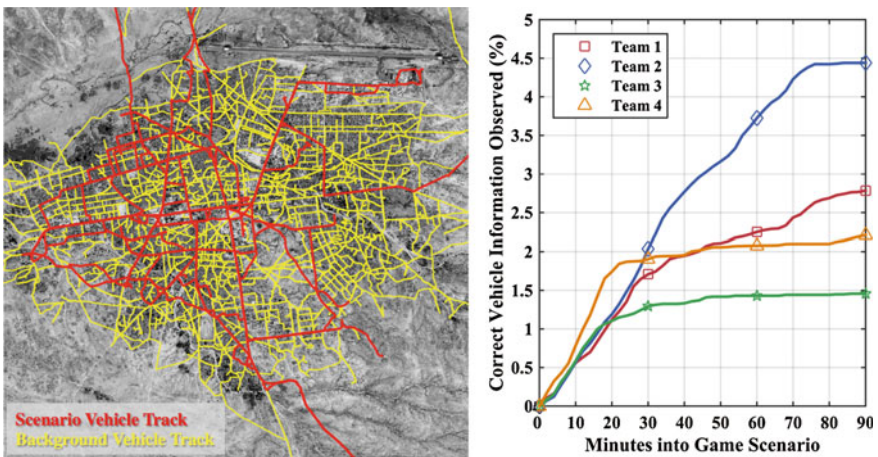 Scenario Vehicle Track
Background Vehicle Track
Correct Vehicle Information Observed (%)
5
4.5
4
3.5
3
2.5
2
1.5
1
0.5
0
Team 1
Team 2
Team 3
Team 4
0 10 20 30 40 50 60 70 80 90
Minutes into Game Scenario